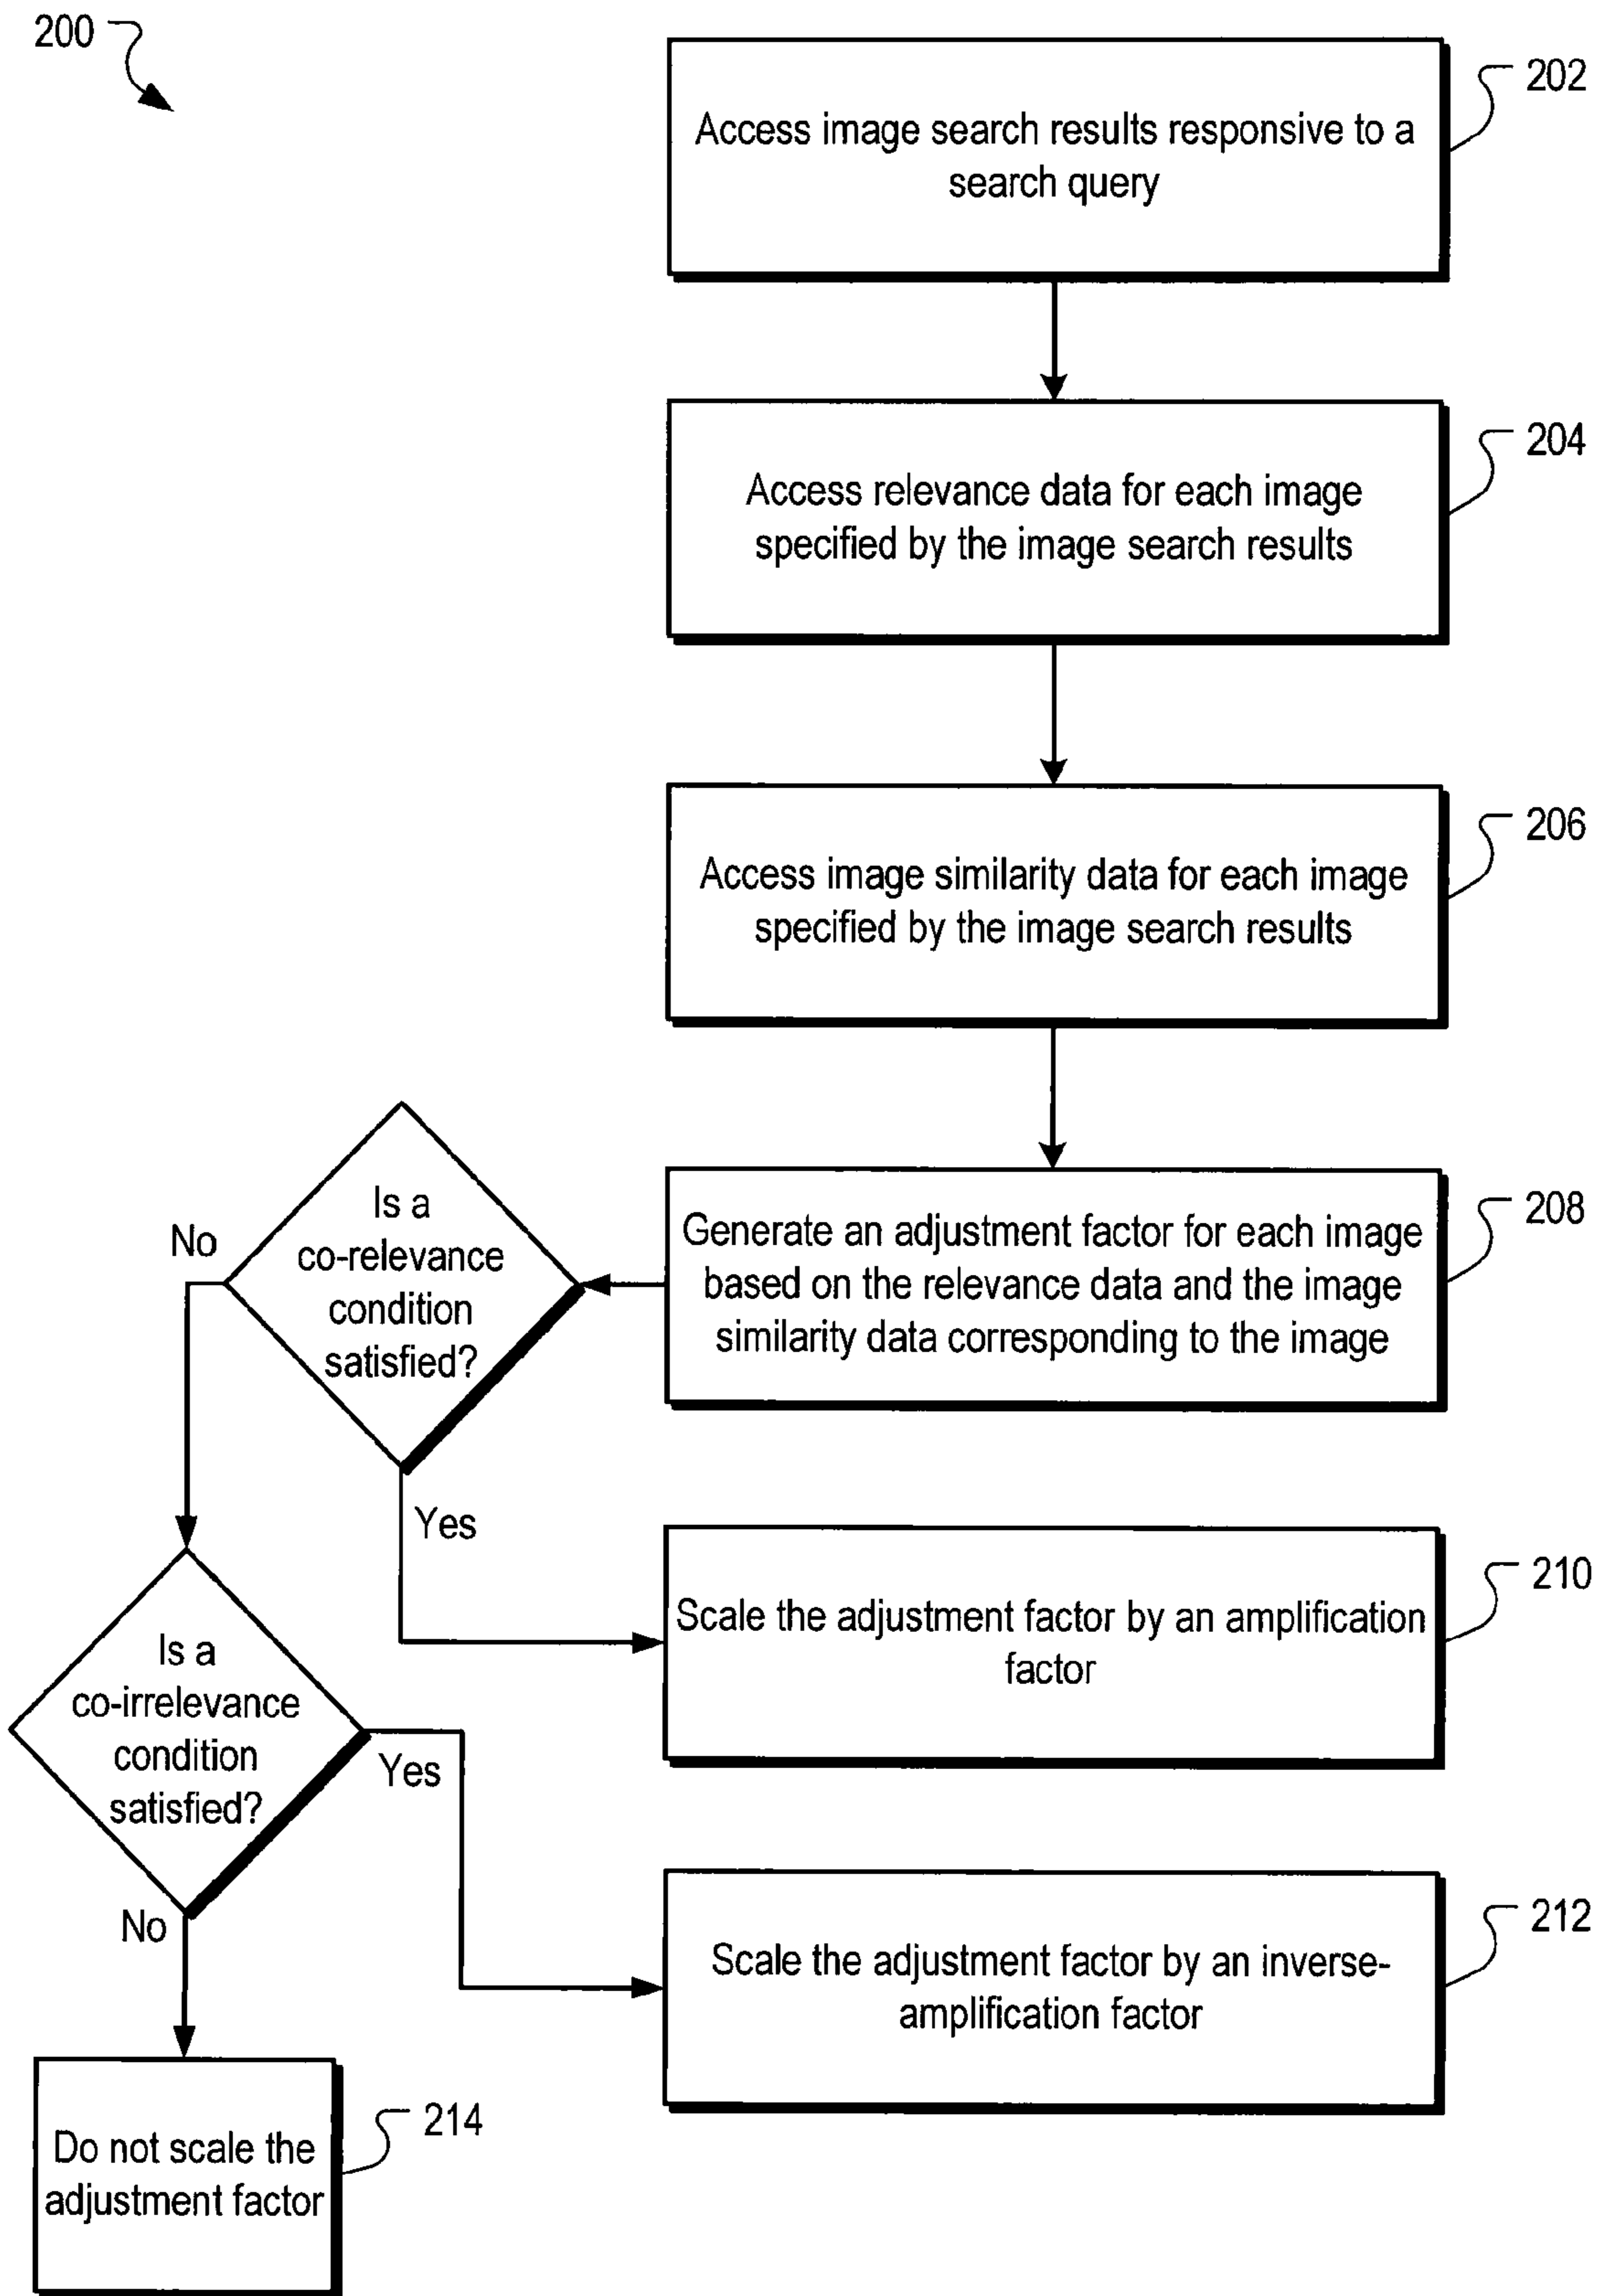 200
Access image search results responsive to a
search query
202
Access relevance data for each image
specified by the image search results
204
Access image similarity data for each image
specified by the image search results
206
Generate an adjustment factor for each image
based on the relevance data and the image
similarity data corresponding to the image
208
Is a
co-relevance
condition
satisfied?
No
Yes
Scale the adjustment factor by an amplification
factor
210
Is a
co-irrelevance
condition
satisfied?
Yes
No
Scale the adjustment factor by an inverse-
amplification factor
212
Do not scale the
adjustment factor
214